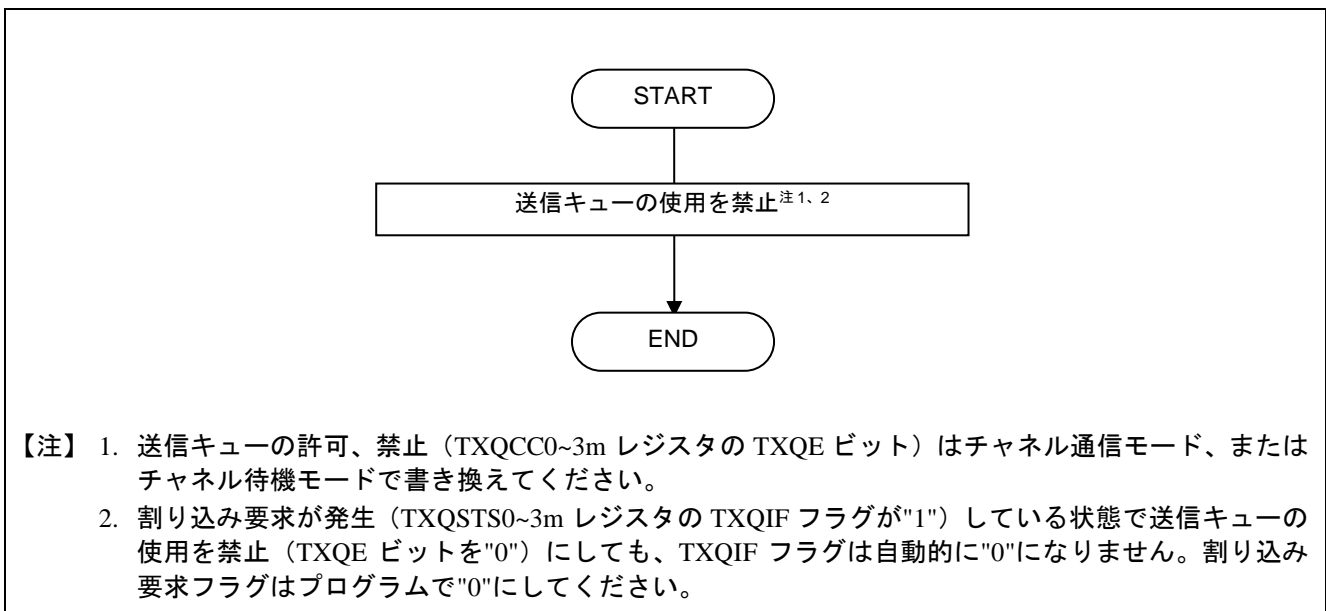 START
送信キューの使用を禁止注1、2
END
【注】 1. 送信キューの許可、禁止（TXQCC0~3m レジスタの TXQE ビット）はチャネル通信モード、または
チャネル待機モードで書き換えてください。
2. 割り込み要求が発生（TXQSTS0~3m レジスタの TXQIF フラグが"1"）している状態で送信キューの
使用を禁止（TXQE ビットを"0"）にしても、TXQIF フラグは自動的に"0"になりません。割り込み
要求フラグはプログラムで"0"にしてください。